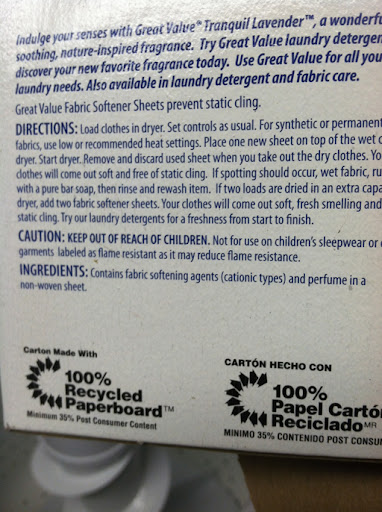 Indulge your senses with Great Value® Tranquil Lavender™, a wonderfu
soothing, nature-inspired fragrance. Try Great Value laundry deterger
discover your new favorite fragrance today. Use Great Value for all you
laundry needs. Also available in laundry detergent and fabric care.
Great Value Fabric Softener Sheets prevent static cling.
DIRECTIONS: Load clothes in dryer. Set controls as usual. For synthetic or permanent
fabrics, use low or recommended heat settings. Place one new sheet on top of the wet c
dryer. Start dryer. Remove and discard used sheet when you take out the dry clothes. Yo
clothes will come out soft and free of static cling. If spotting should occur, wet fabric, ru
with a pure bar soap, then rinse and rewash item. If two loads are dried in an extra capa
dryer, add two fabric softener sheets. Your clothes will come out soft, fresh smelling and
static cling. Try our laundry detergents for a freshness from start to finish.
CAUTION: KEEP OUT OF REACH OF CHILDREN. Not for use on children's sleepwear or
garments labeled as flame resistant as it may reduce flame resistance.
INGREDIENTS: Contains fabric softening agents (cationic types) and perfume in a
non-woven sheet.
Carton Made With
100%
Recycled
Paperboard™
Minimum 35% Post Consumer Content
CARTÓN HECHO CON
100%
Papel Cartó
Reciclado MR
MINIMO 35% CONTENIDO POST CONSU